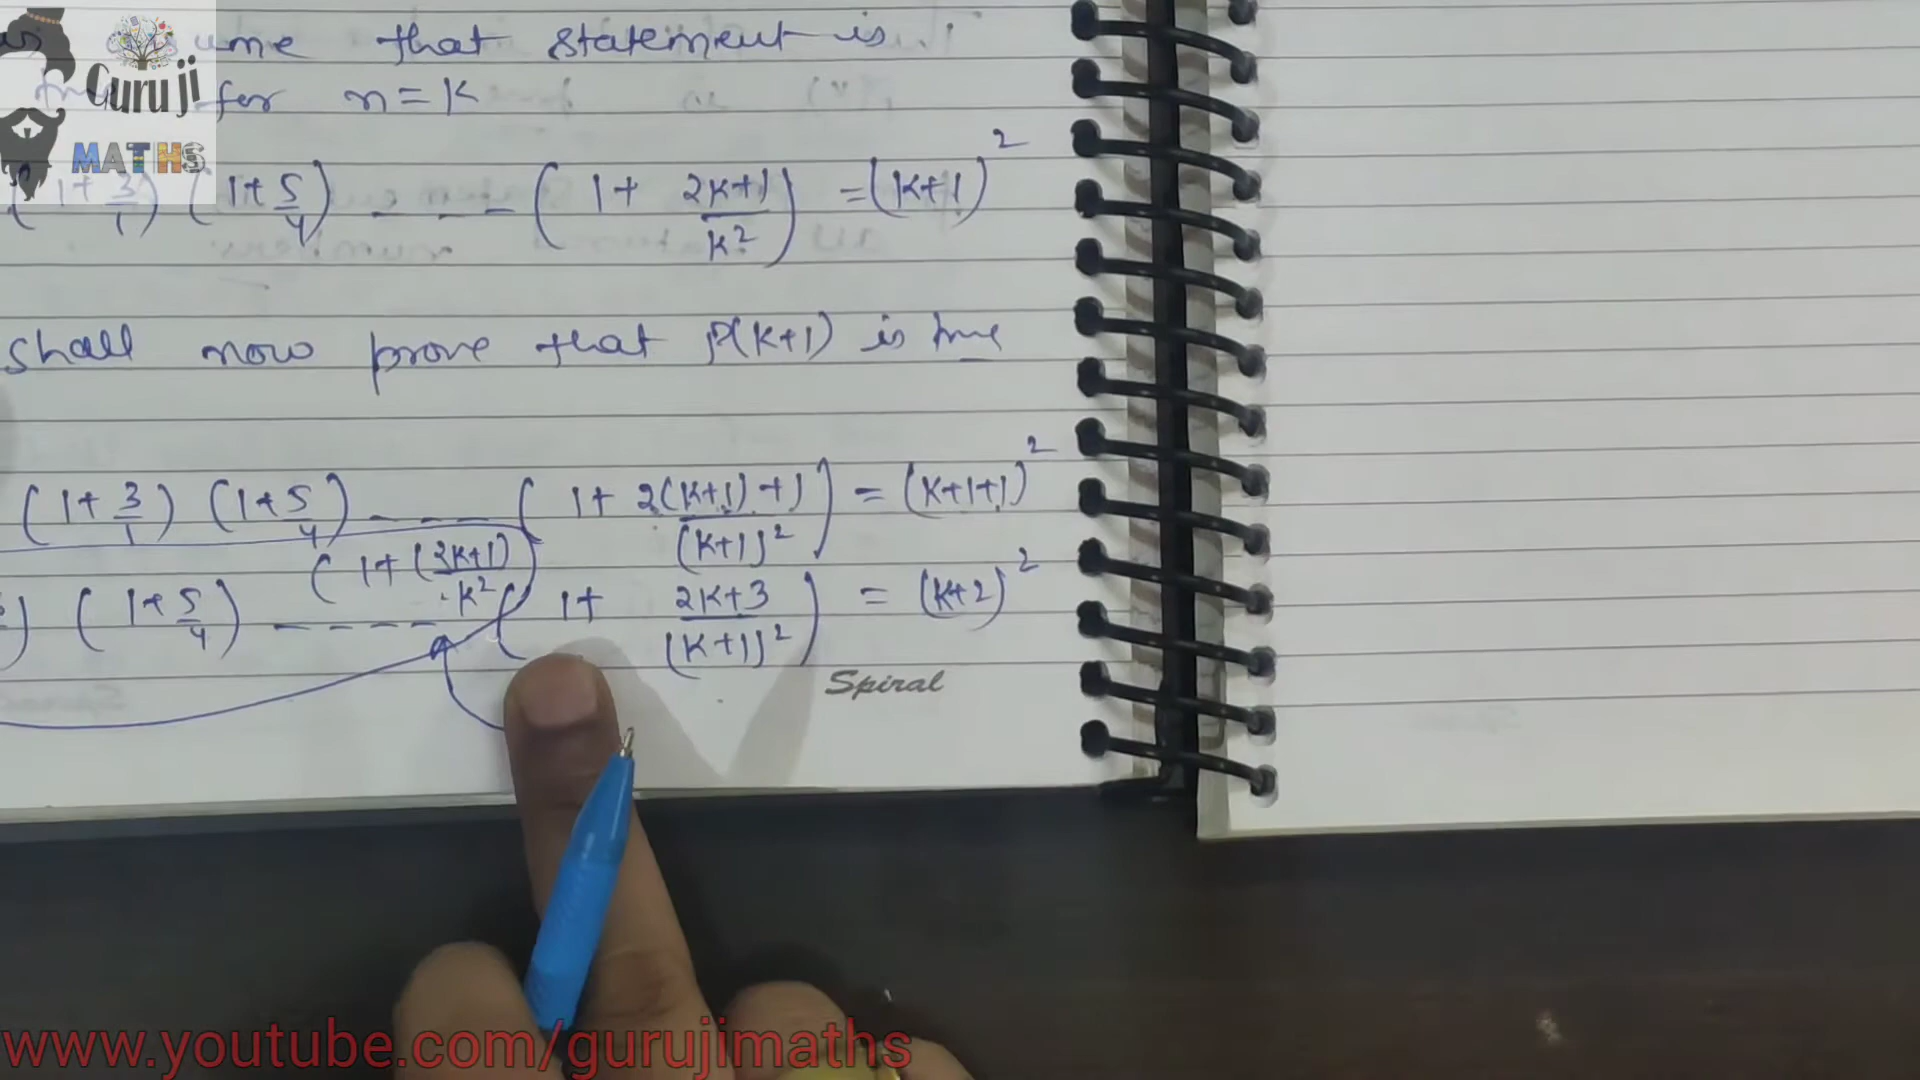 ume that statement is
Guru ji
for n = k
MATHS
(1 + 3/1) (1 + 5/4) - - - (1 + 2k+1/k²) = (k+1)²
shall now prove that P(k+1) is true
(1 + 3/1) (1 + 5/4) - - - - (1 + 2(k+1)+1/(k+1)²) = (k+1+1)²
(1 + (2k+1)/k²)
) (1 + 5/4) - - - - - (1 + 2k+3/(k+1)²) = (k+2)²
Spiral
www.youtube.com/gurujimaths